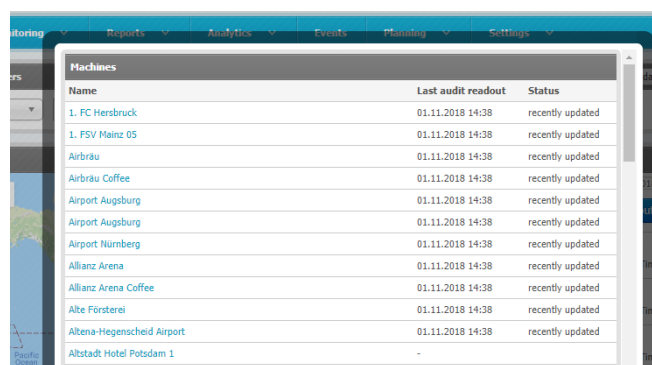 itoring Reports Analytics Events Planning Settings
ers
Machines
Name Last audit readout Status
1. FC Hersbruck 01.11.2018 14:38 recently updated
1. FSV Mainz 05 01.11.2018 14:38 recently updated
Airbräu 01.11.2018 14:38 recently updated
Airbräu Coffee 01.11.2018 14:38 recently updated
Airport Augsburg 01.11.2018 14:38 recently updated
Airport Augsburg 01.11.2018 14:38 recently updated
Airport Nürnberg 01.11.2018 14:38 recently updated
Allianz Arena 01.11.2018 14:38 recently updated
Allianz Arena Coffee 01.11.2018 14:38 recently updated
Alte Försterei 01.11.2018 14:38 recently updated
Altena-Hegenscheid Airport 01.11.2018 14:38 recently updated
Altstadt Hotel Potsdam 1 -
Pacific
Ocean